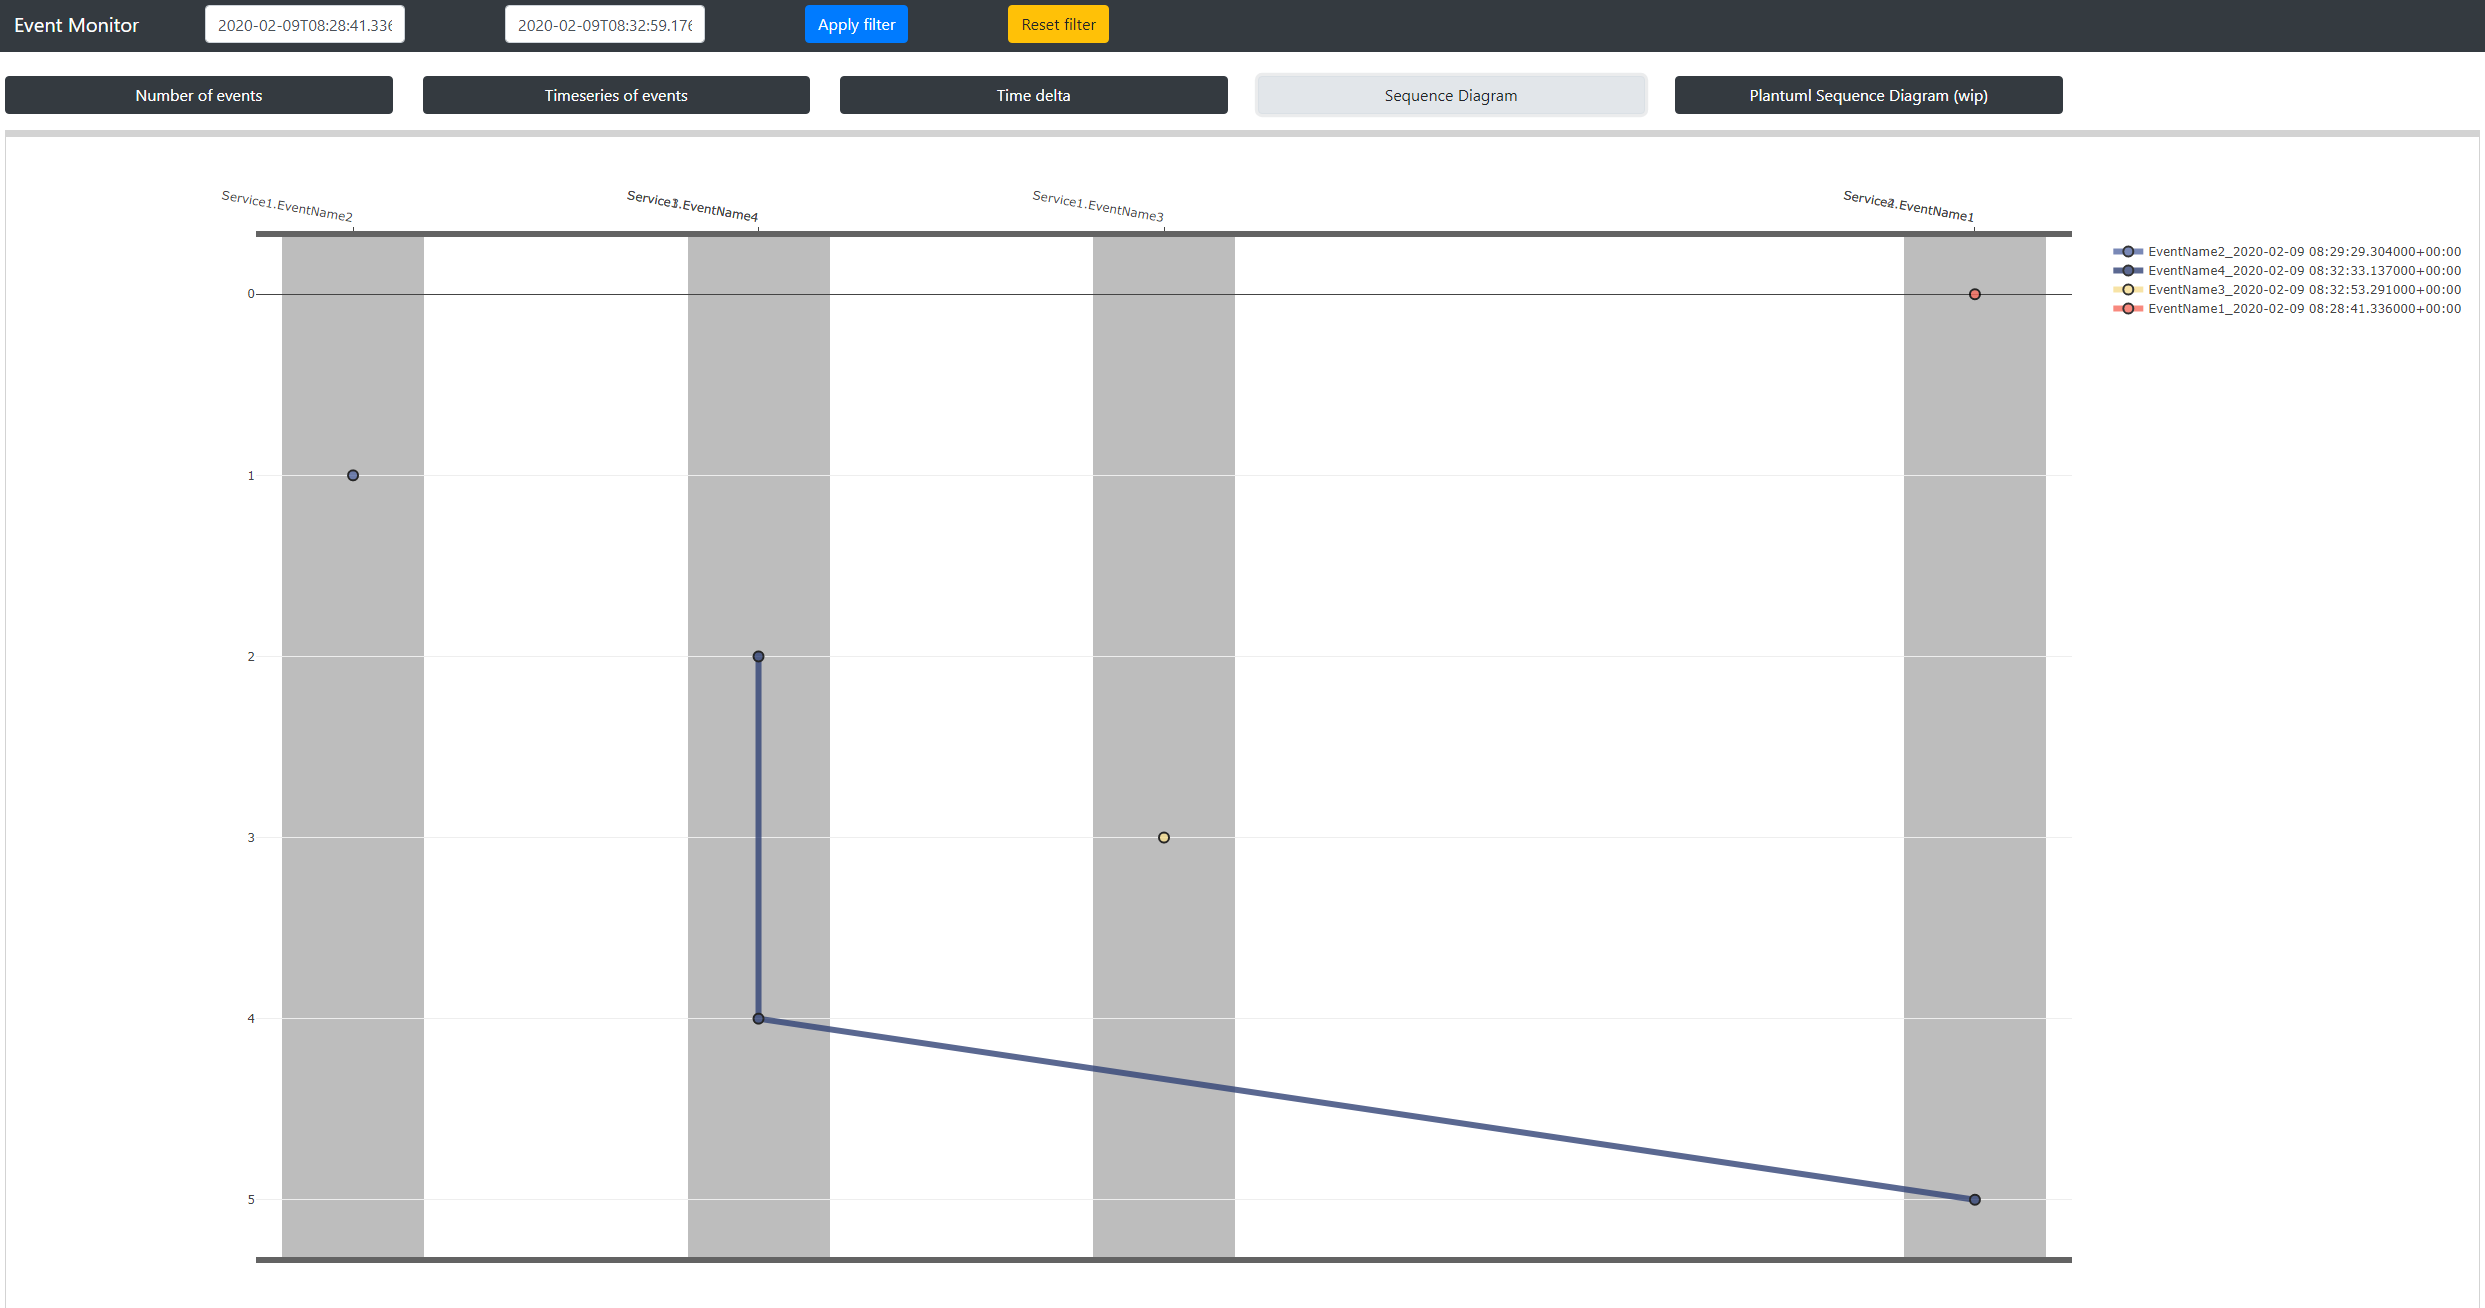 Event Monitor
2020-02-09T08:28:41.336
2020-02-09T08:32:59.176
Apply filter
Reset filter
Number of events
Timeseries of events
Time delta
Sequence Diagram
Plantuml Sequence Diagram (wip)
Service1.EventName2
.EventName4
Service1.EventName3
.EventName1
EventName2_2020-02-09 08:29:29.304000+00:00
EventName4_2020-02-09 08:32:33.137000+00:00
EventName3_2020-02-09 08:32:53.291000+00:00
EventName1_2020-02-09 08:28:41.336000+00:00
0
1
2
3
4
5